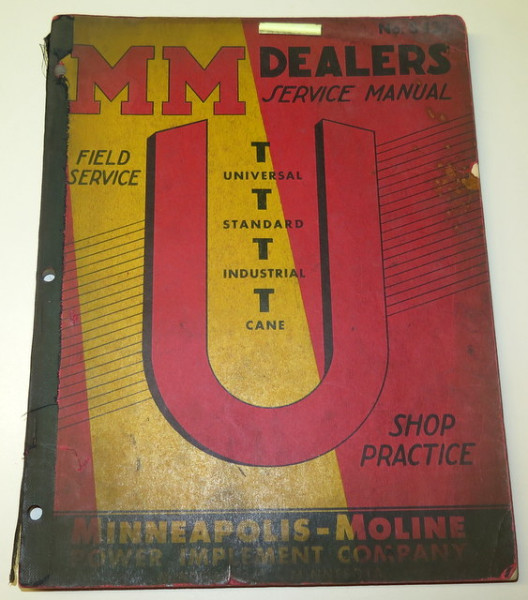 MM DEALERS
SERVICE MANUAL
FIELD
SERVICE
U
T
UNIVERSAL
T
STANDARD
T
INDUSTRIAL
T
CANE
SHOP
PRACTICE
MINNEAPOLIS-MOLINE
POWER IMPLEMENT COMPANY